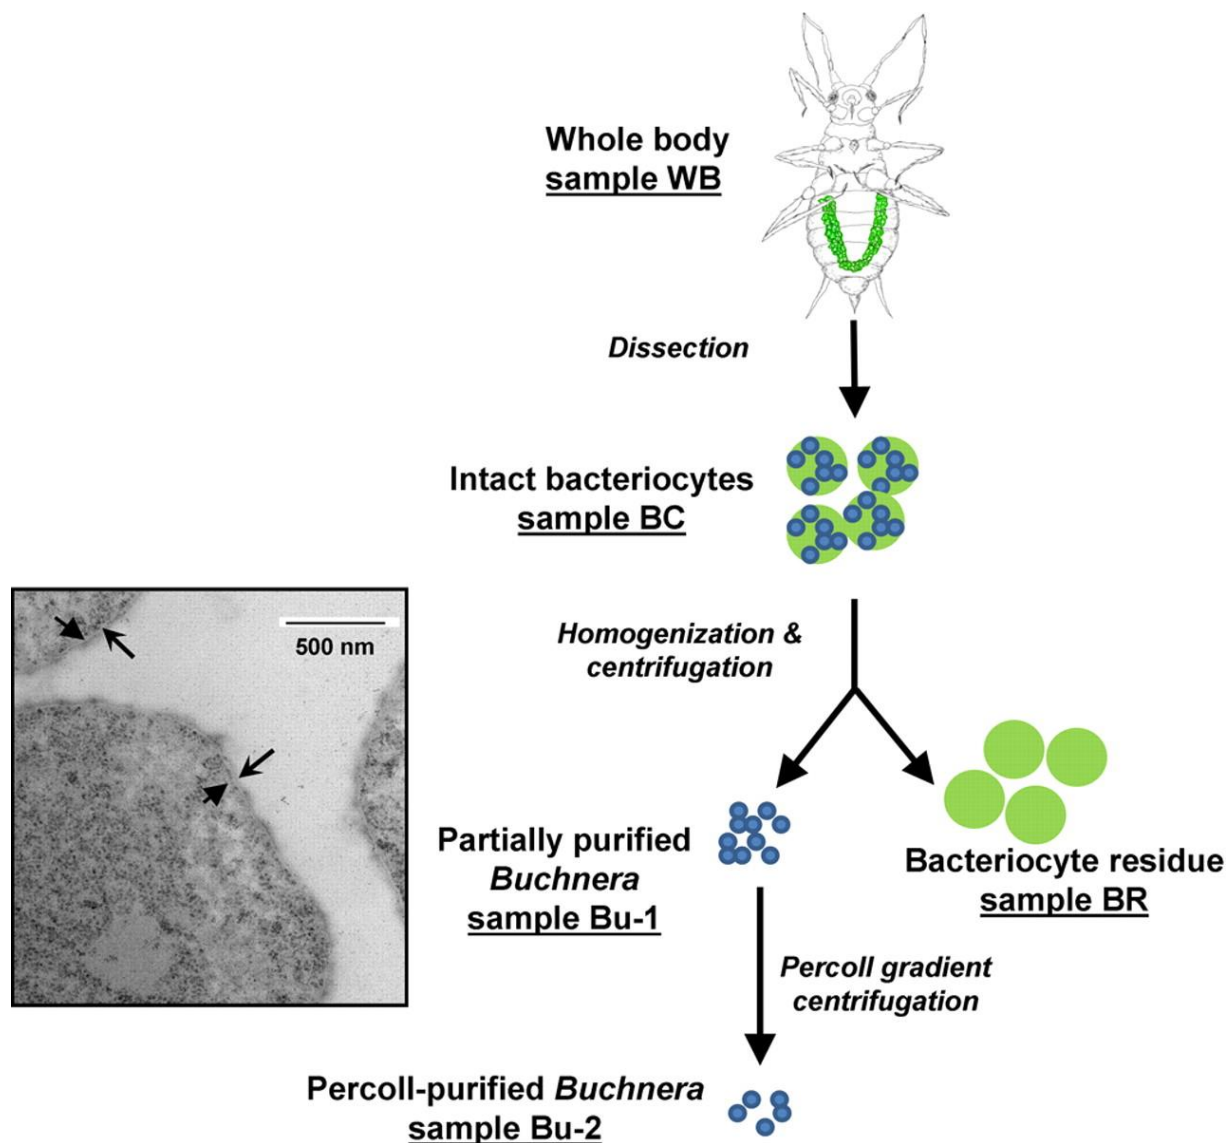 Whole body
sample WB
Dissection
Intact bacteriocytes
sample BC
Homogenization &
centrifugation
500 nm
Partially purified
Buchnera
sample Bu-1
Bacteriocyte residue
sample BR
Percoll gradient
centrifugation
Percoll-purified Buchnera
sample Bu-2